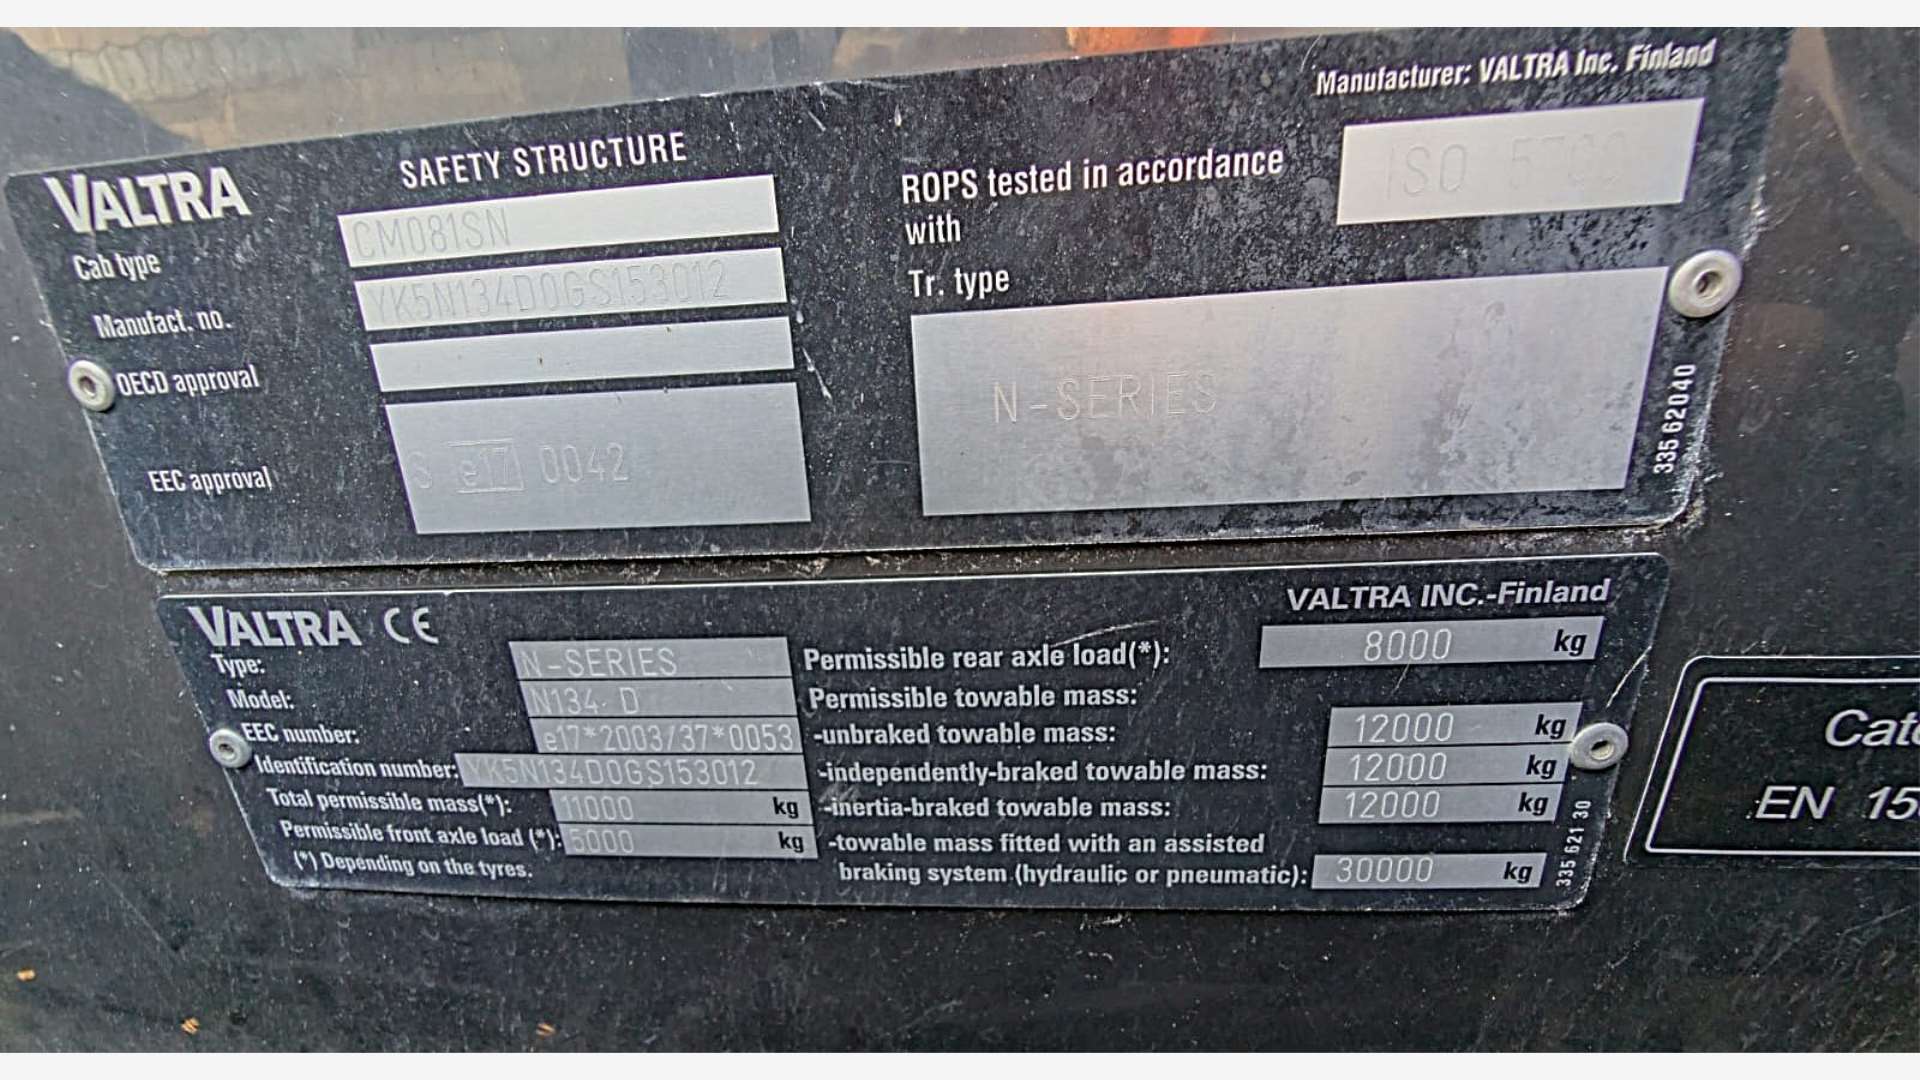 Manufacturer: VALTRA Inc. Finland
VALTRA SAFETY STRUCTURE
Cab type CM081SN
Manufact. no. YK5N134D0GS153012
OECD approval
EEC approval S e17 0042
ROPS tested in accordance
with ISO
Tr. type
N-SERIES
335 620 40
VALTRA CE
VALTRA INC.-Finland
Type: N-SERIES
Model: N134 D
EEC number: e17*2003/37*0053
Identification number: YK5N134D0GS153012
Total permissible mass(*): 11000 kg
Permissible front axle load (*): 5000 kg
(*) Depending on the tyres.
Permissible rear axle load(*): 8000 kg
Permissible towable mass:
-unbraked towable mass: 12000 kg
-independently-braked towable mass: 12000 kg
-inertia-braked towable mass: 12000 kg
-towable mass fitted with an assisted
braking system (hydraulic or pneumatic): 30000 kg
335 621 30
EN